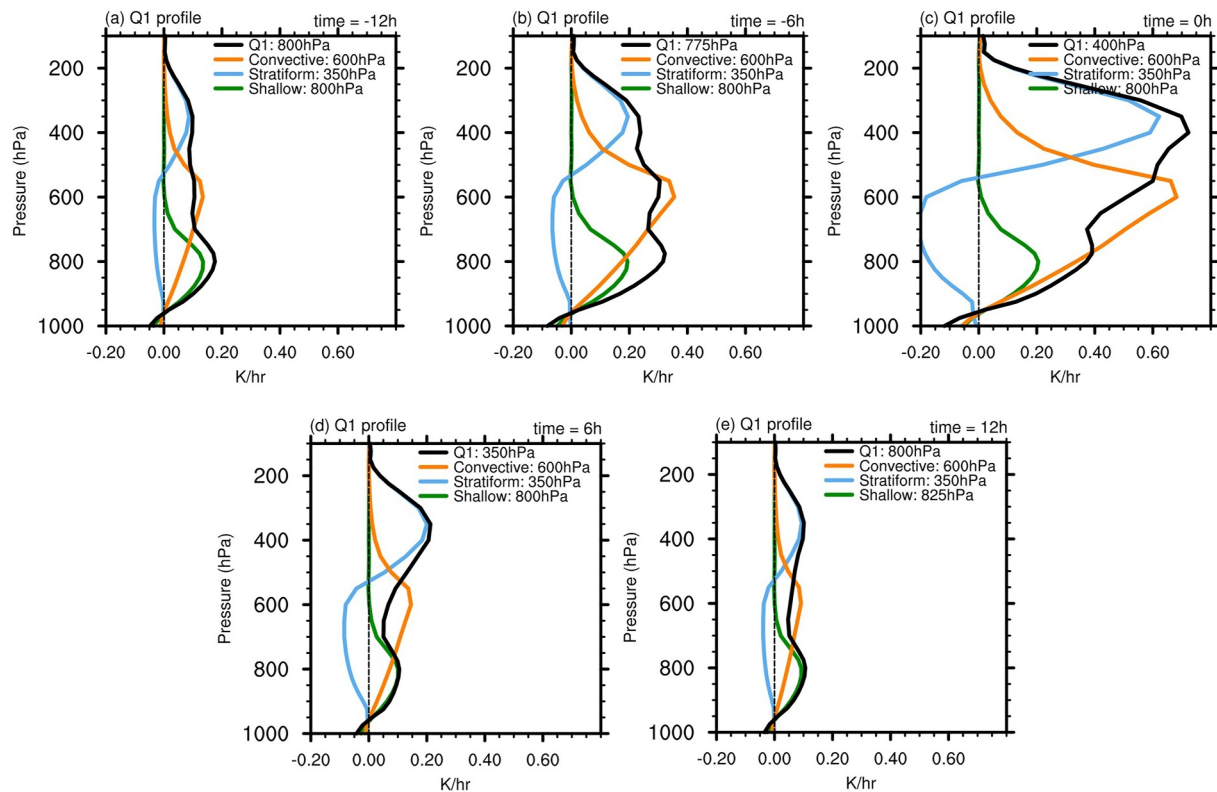 (a) Q1 profile time = -12h
Q1: 800hPa
Convective: 600hPa
Stratiform: 350hPa
Shallow: 800hPa
200
400
600
800
1000
Pressure (hPa)
-0.20 0.00 0.20 0.40 0.60
K/hr
(b) Q1 profile time = -6h
Q1: 775hPa
Convective: 600hPa
Stratiform: 350hPa
Shallow: 800hPa
200
400
600
800
1000
Pressure (hPa)
-0.20 0.00 0.20 0.40 0.60
K/hr
(c) Q1 profile time = 0h
Q1: 400hPa
Convective: 600hPa
Stratiform: 350hPa
Shallow: 800hPa
200
400
600
800
1000
Pressure (hPa)
-0.20 0.00 0.20 0.40 0.60
K/hr
(d) Q1 profile time = 6h
Q1: 350hPa
Convective: 600hPa
Stratiform: 350hPa
Shallow: 800hPa
200
400
600
800
1000
Pressure (hPa)
-0.20 0.00 0.20 0.40 0.60
K/hr
(e) Q1 profile time = 12h
Q1: 800hPa
Convective: 600hPa
Stratiform: 350hPa
Shallow: 825hPa
200
400
600
800
1000
Pressure (hPa)
-0.20 0.00 0.20 0.40 0.60
K/hr